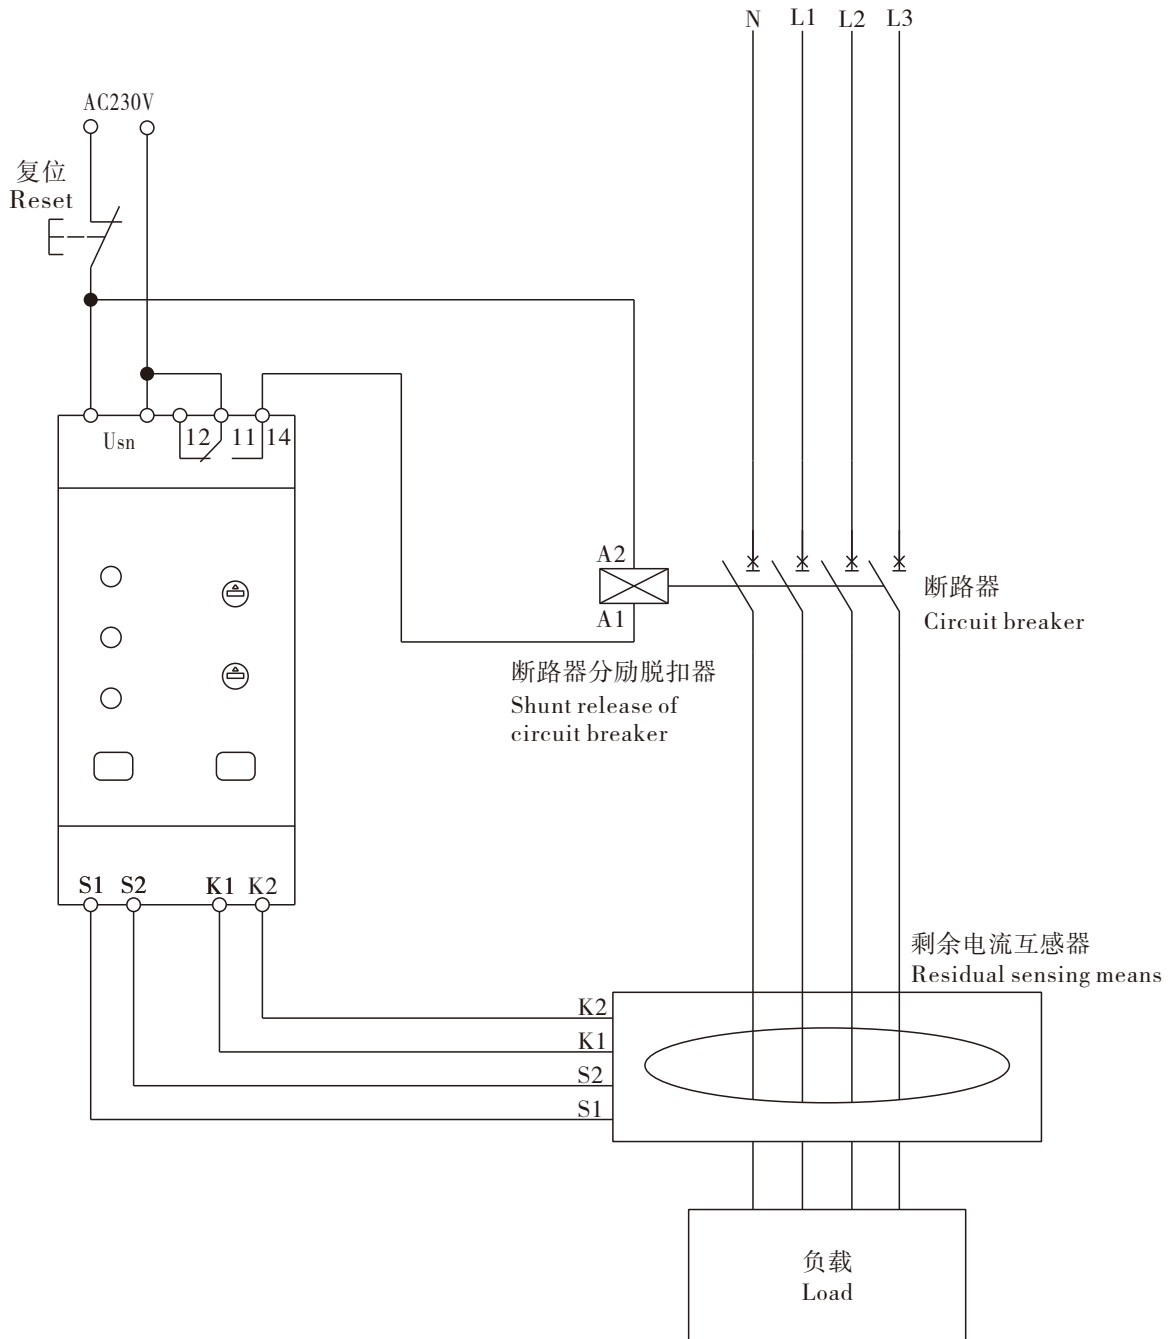 N L1 L2 L3
AC230V
复位
Reset
Usn 12 11 14
A2
A1
断路器
Circuit breaker
断路器分励脱扣器
Shunt release of
circuit breaker
S1 S2 K1 K2
剩余电流互感器
Residual sensing means
K2
K1
S2
S1
负载
Load